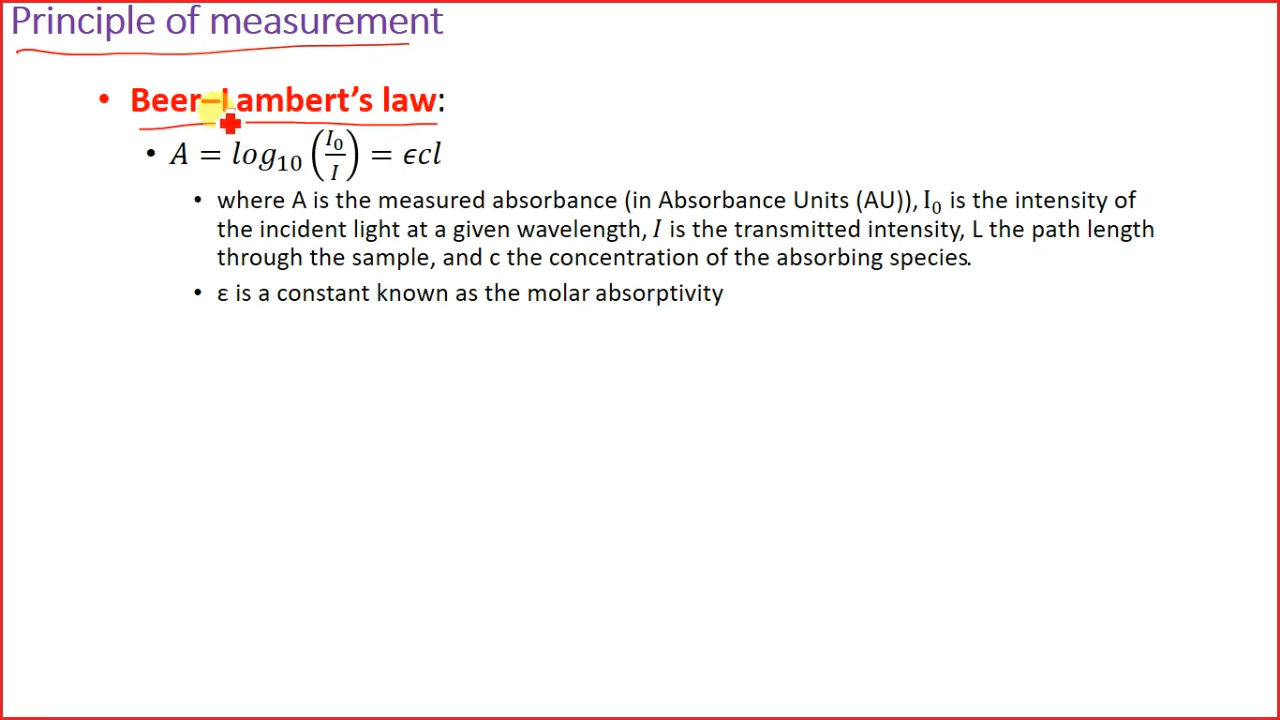 Principle of measurement
• Beer–Lambert’s law:
• A = log₁₀ (I₀/I) = ϵcl
• where A is the measured absorbance (in Absorbance Units (AU)), I₀ is the intensity of
the incident light at a given wavelength, I is the transmitted intensity, L the path length
through the sample, and c the concentration of the absorbing species.
• ε is a constant known as the molar absorptivity